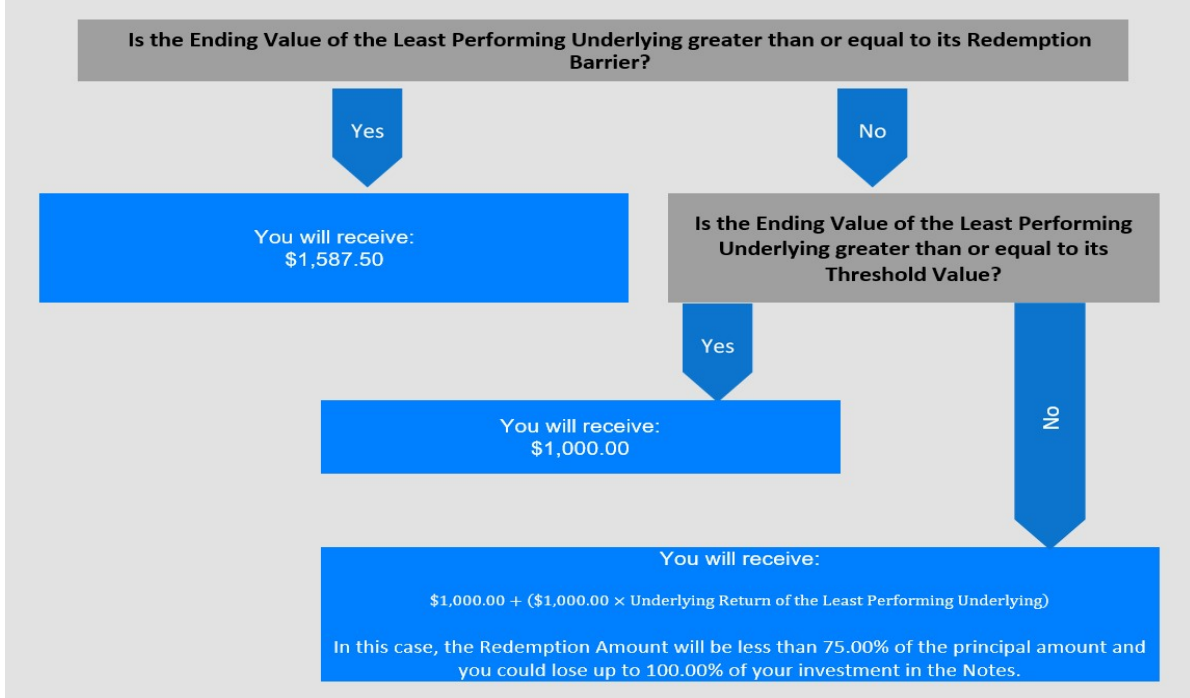 Is the Ending Value of the Least Performing Underlying greater than or equal to its Redemption
Barrier?
Yes
No
You will receive:
$1,587.50
Is the Ending Value of the Least Performing
Underlying greater than or equal to its
Threshold Value?
Yes
No
You will receive:
$1,000.00
You will receive:
$1,000.00 + ($1,000.00 × Underlying Return of the Least Performing Underlying)
In this case, the Redemption Amount will be less than 75.00% of the principal amount and
you could lose up to 100.00% of your investment in the Notes.